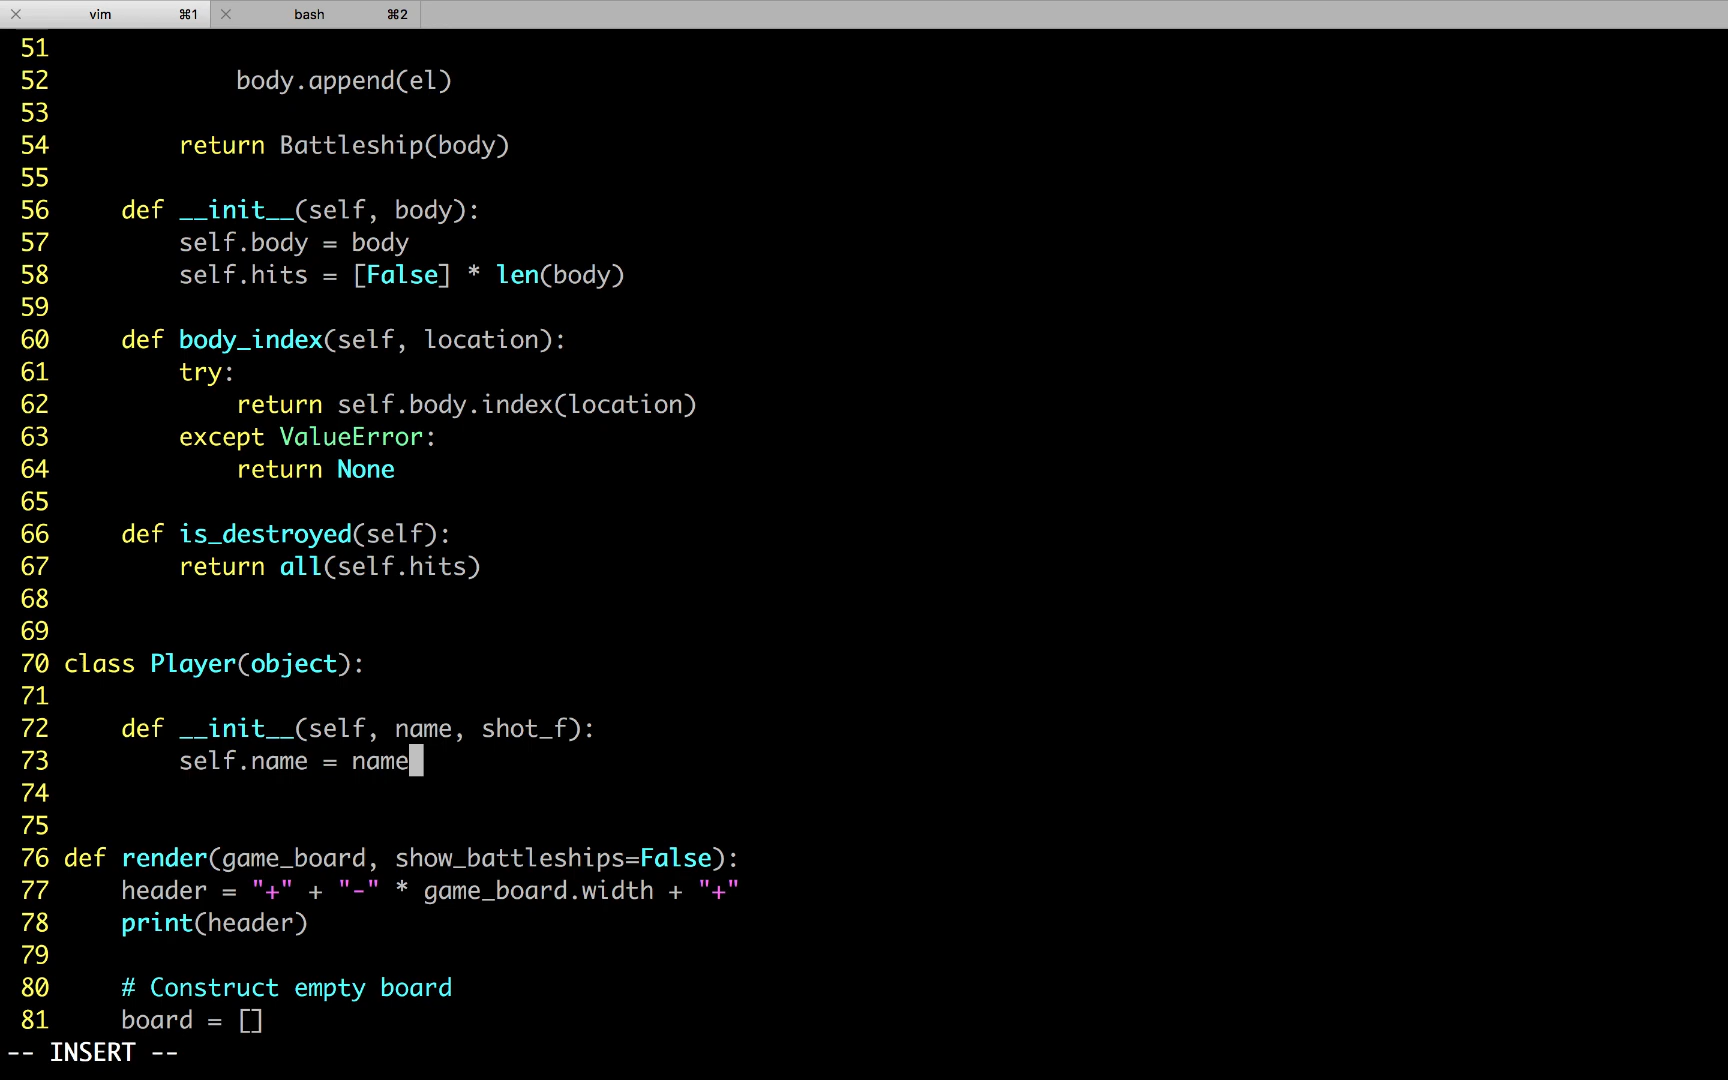 vim ⌘1 bash ⌘2
51
52 body.append(el)
53
54 return Battleship(body)
55
56 def __init__(self, body):
57 self.body = body
58 self.hits = [False] * len(body)
59
60 def body_index(self, location):
61 try:
62 return self.body.index(location)
63 except ValueError:
64 return None
65
66 def is_destroyed(self):
67 return all(self.hits)
68
69
70 class Player(object):
71
72 def __init__(self, name, shot_f):
73 self.name = name
74
75
76 def render(game_board, show_battleships=False):
77 header = "+" + "-" * game_board.width + "+"
78 print(header)
79
80 # Construct empty board
81 board = []
-- INSERT --